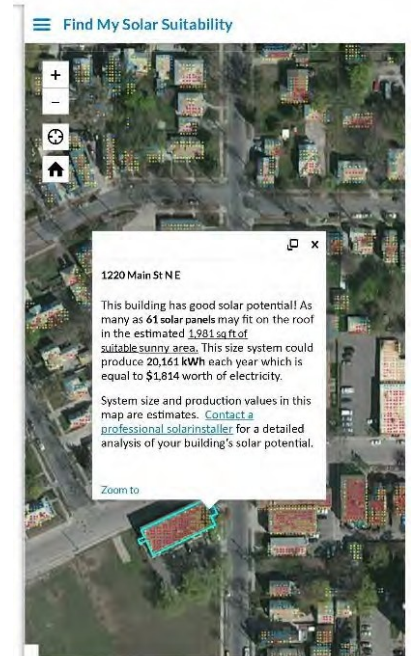 Find My Solar Suitability
+
−
x
1220 Main St N E
This building has good solar potential! As
many as 61 solar panels may fit on the roof
in the estimated 1,981 sq ft of
suitable sunny area. This size system could
produce 20,161 kWh each year which is
equal to $1,814 worth of electricity.
System size and production values in this
map are estimates. Contact a
professional solarinstaller for a detailed
analysis of your building's solar potential.
Zoom to